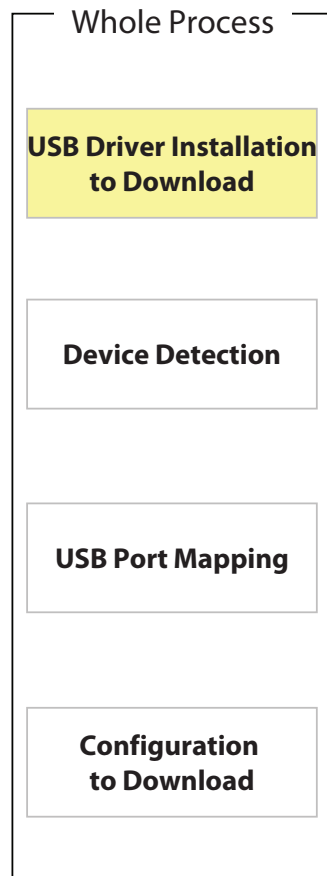 Whole Process
USB Driver Installation
to Download
Device Detection
USB Port Mapping
Configuration
to Download